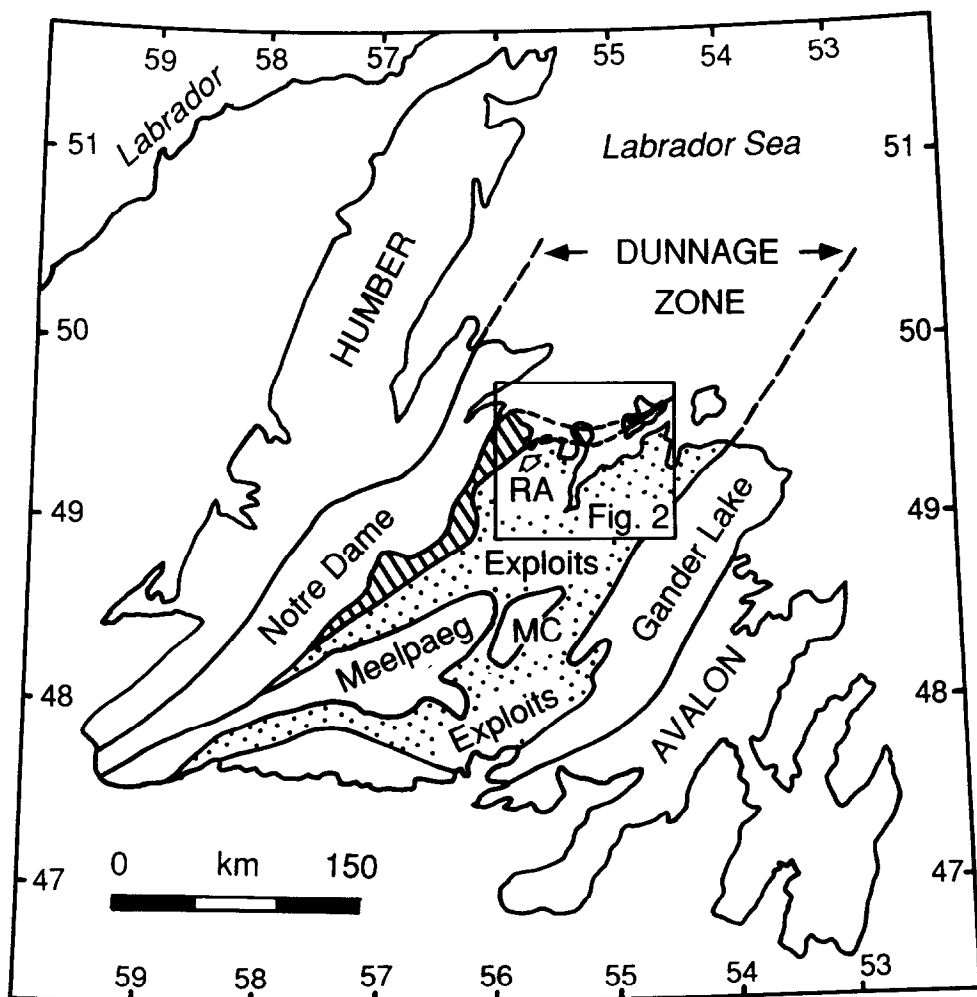 59 58 57 55 54 53
Labrador
51
Labrador Sea
51
HUMBER
DUNNAGE
ZONE
50
50
RA
49
Fig. 2
49
Notre Dame
Exploits
Gander Lake
MC
Meelpaeg
48
Exploits
AVALON
48
0 km 150
47
47
59 58 57 56 55 54 53